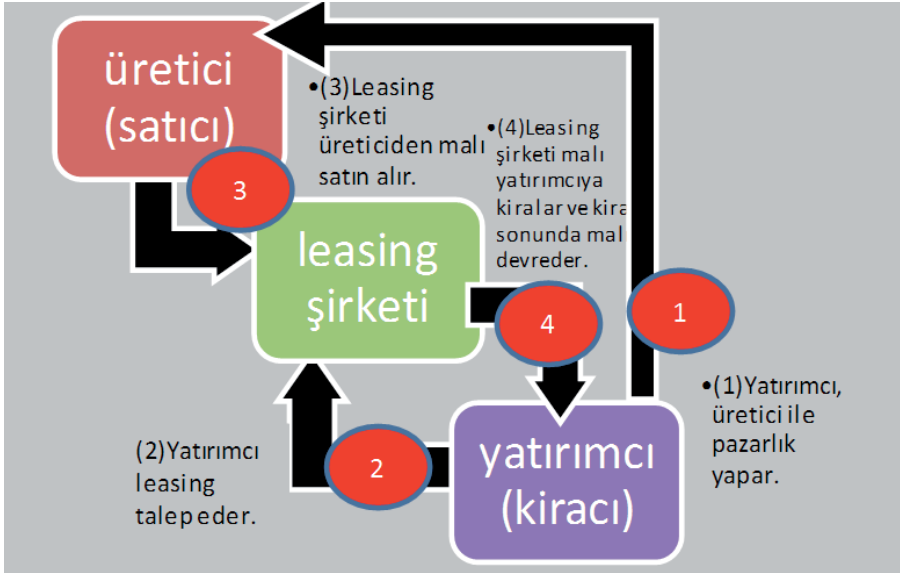 üretici
(satıcı)
•(3)Leasing
şirketi
üreticiden malı
satın alır.
•(4)Leasing
şirketi malı
yatırımcıya
kiralar ve kira
sonunda mal
devreder.
3
leasing
şirketi
4
1
•(1)Yatırımcı,
üretici ile
pazarlık
yapar.
(2)Yatırımcı
leasing
talep eder.
2
yatırımcı
(kiracı)